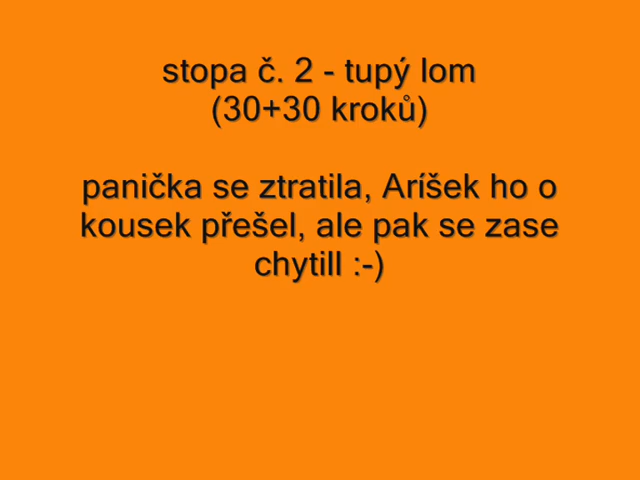 stopa č. 2 - tupý lom
(30+30 kroků)
panička se ztratila, Aríšek ho o
kousek přešel, ale pak se zase
chytill :-)